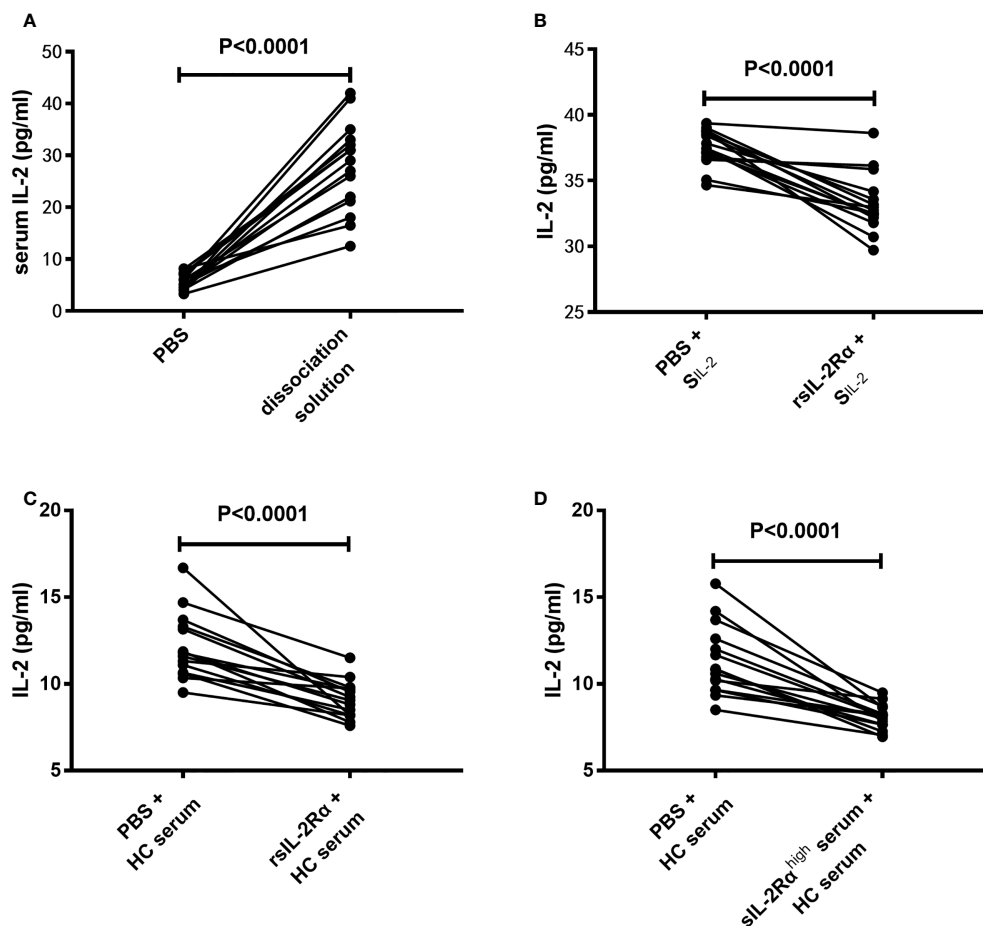 A
P<0.0001
serum IL-2 (pg/ml)
50
40
30
20
10
0
PBS
dissociation
solution
B
P<0.0001
IL-2 (pg/ml)
45
40
35
30
25
PBS +
SIL-2
rsIL-2Rα +
SIL-2
C
P<0.0001
IL-2 (pg/ml)
20
15
10
5
PBS +
HC serum
rsIL-2Rα +
HC serum
D
P<0.0001
IL-2 (pg/ml)
20
15
10
5
PBS +
HC serum
sIL-2Rα high serum +
HC serum